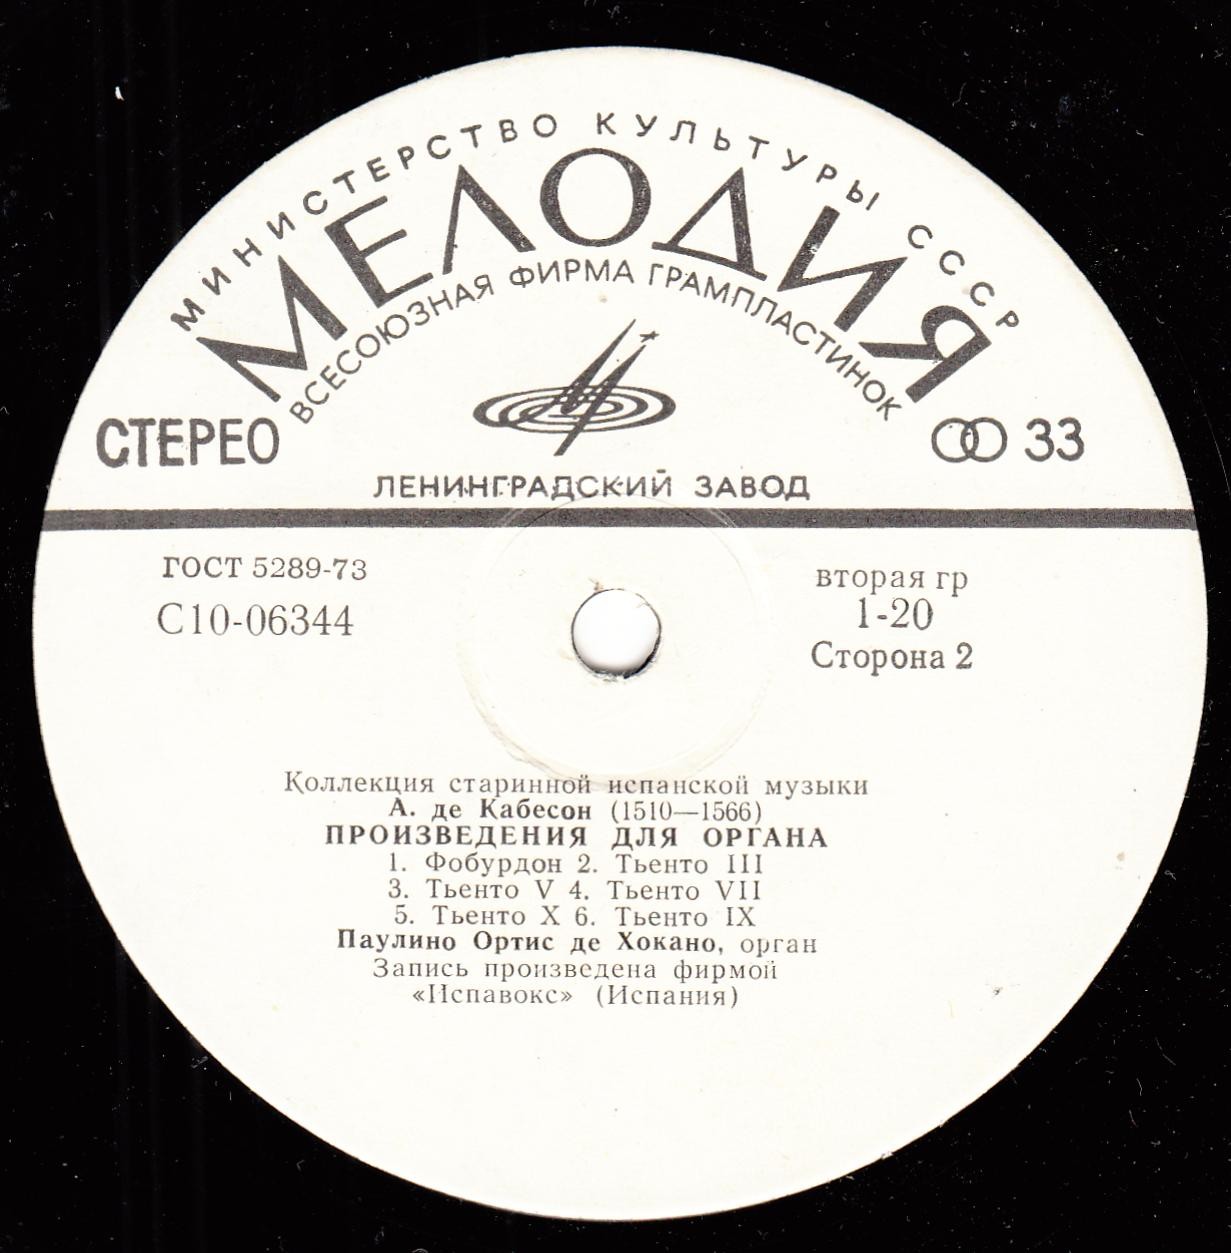 МИНИСТЕРСТВО КУЛЬТУРЫ СССР
МЕЛОДИЯ
ВСЕСОЮЗНАЯ ФИРМА ГРАМПЛАСТИНОК
СТЕРЕО
33
ЛЕНИНГРАДСКИЙ ЗАВОД
ГОСТ 5289-73
С10-06344
вторая гр
1-20
Сторона 2
Коллекция старинной испанской музыки
А. де Кабесон (1510—1566)
ПРОИЗВЕДЕНИЯ ДЛЯ ОРГАНА
1. Фобурдон 2. Тьенто III
3. Тьенто V 4. Тьенто VII
5. Тьенто X 6. Тьенто IX
Паулино Ортис де Хокано, орган
Запись произведена фирмой
«Испавокс» (Испания)